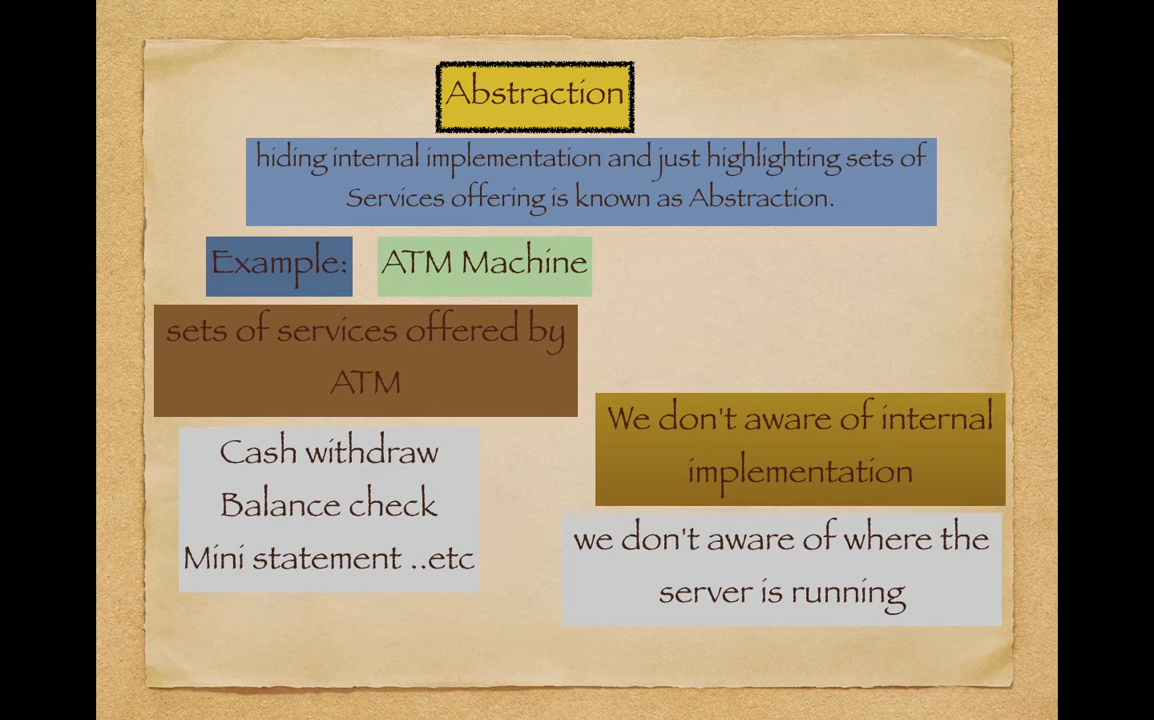 Abstraction
hiding internal implementation and just highlighting sets of
Services offering is known as Abstraction.
Example:
ATM Machine
sets of services offered by
ATM
Cash withdraw
Balance check
Mini statement ..etc
We don't aware of internal
implementation
we don't aware of where the
server is running